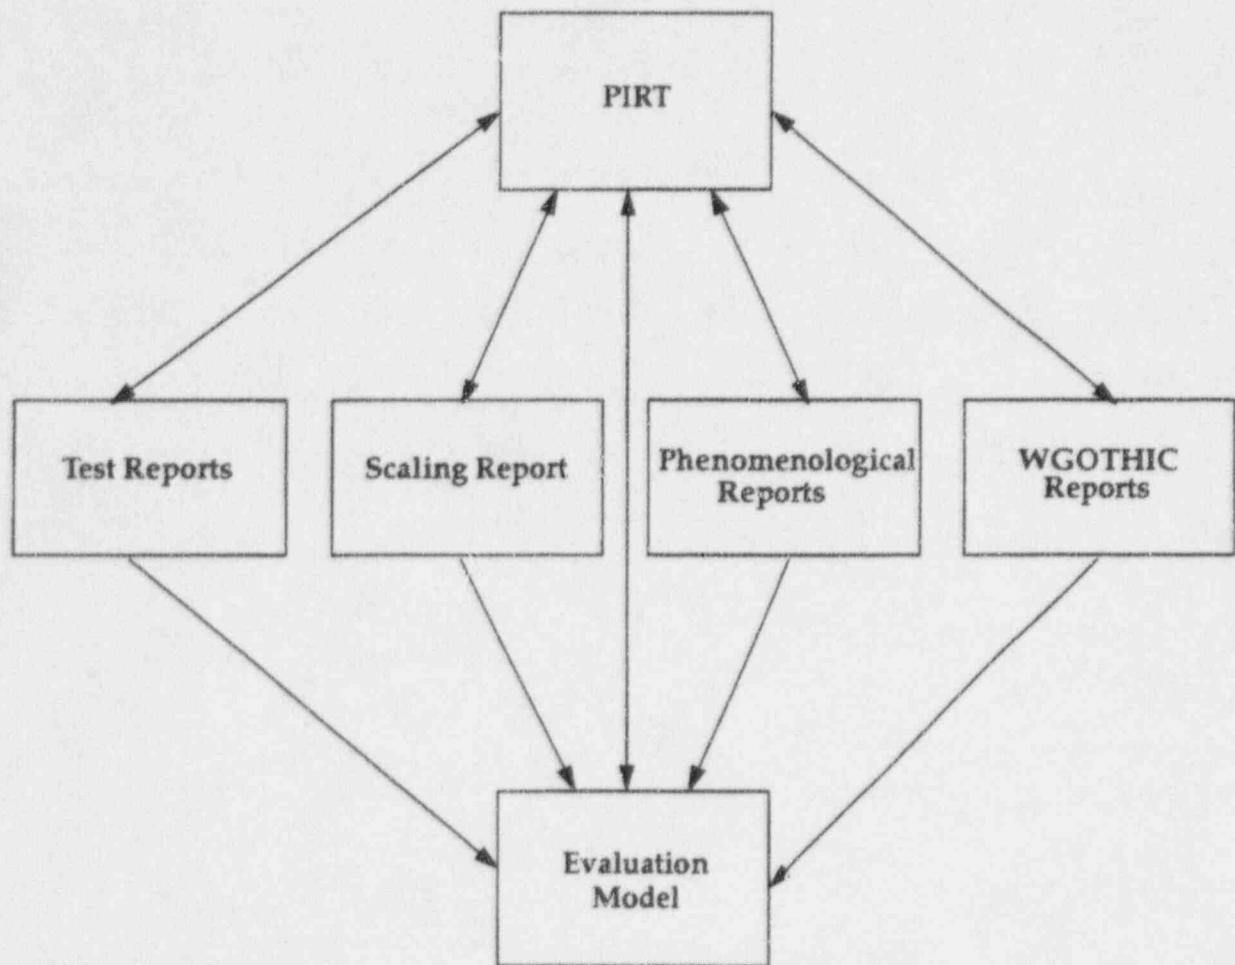 PIRT
Test Reports
Scaling Report
Phenomenological
Reports
WGOTHIC
Reports
Evaluation
Model